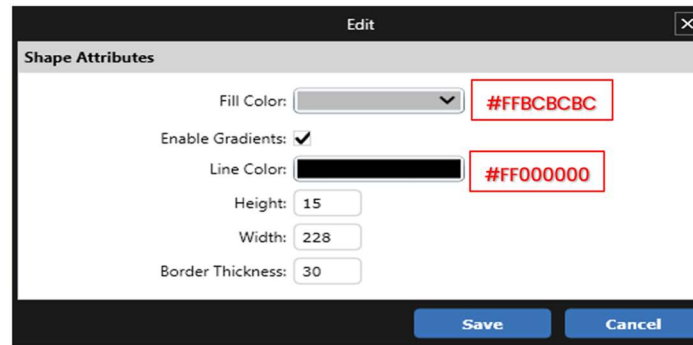 Edit
Shape Attributes
Fill Color: #FFBCBCBC
Enable Gradients:
Line Color: #FF000000
Height: 15
Width: 228
Border Thickness: 30
Save Cancel